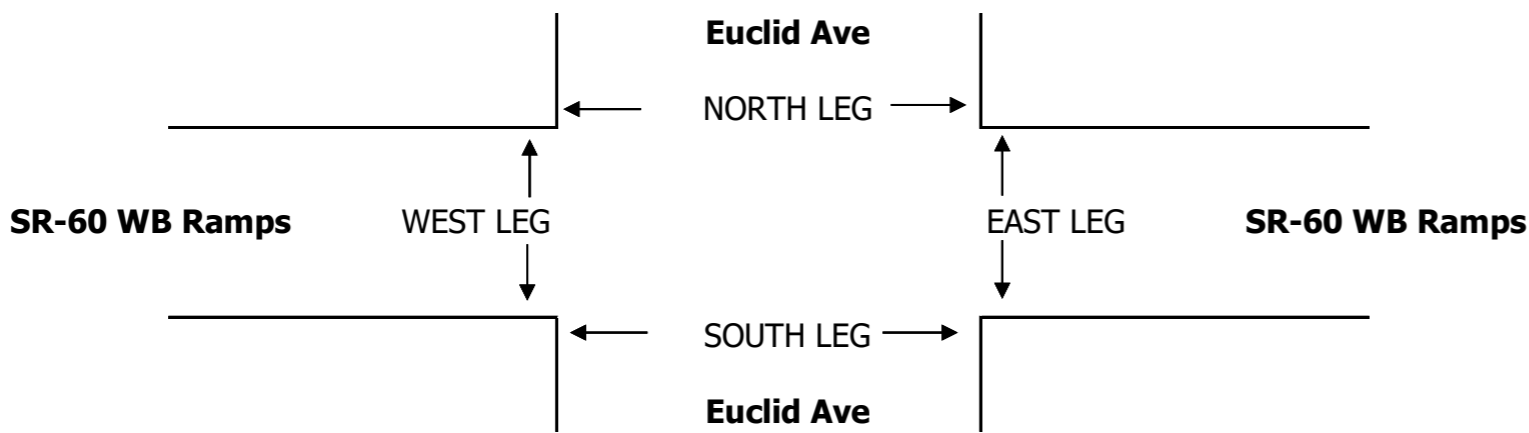 Euclid Ave
NORTH LEG
SR-60 WB Ramps WEST LEG EAST LEG SR-60 WB Ramps
SOUTH LEG
Euclid Ave